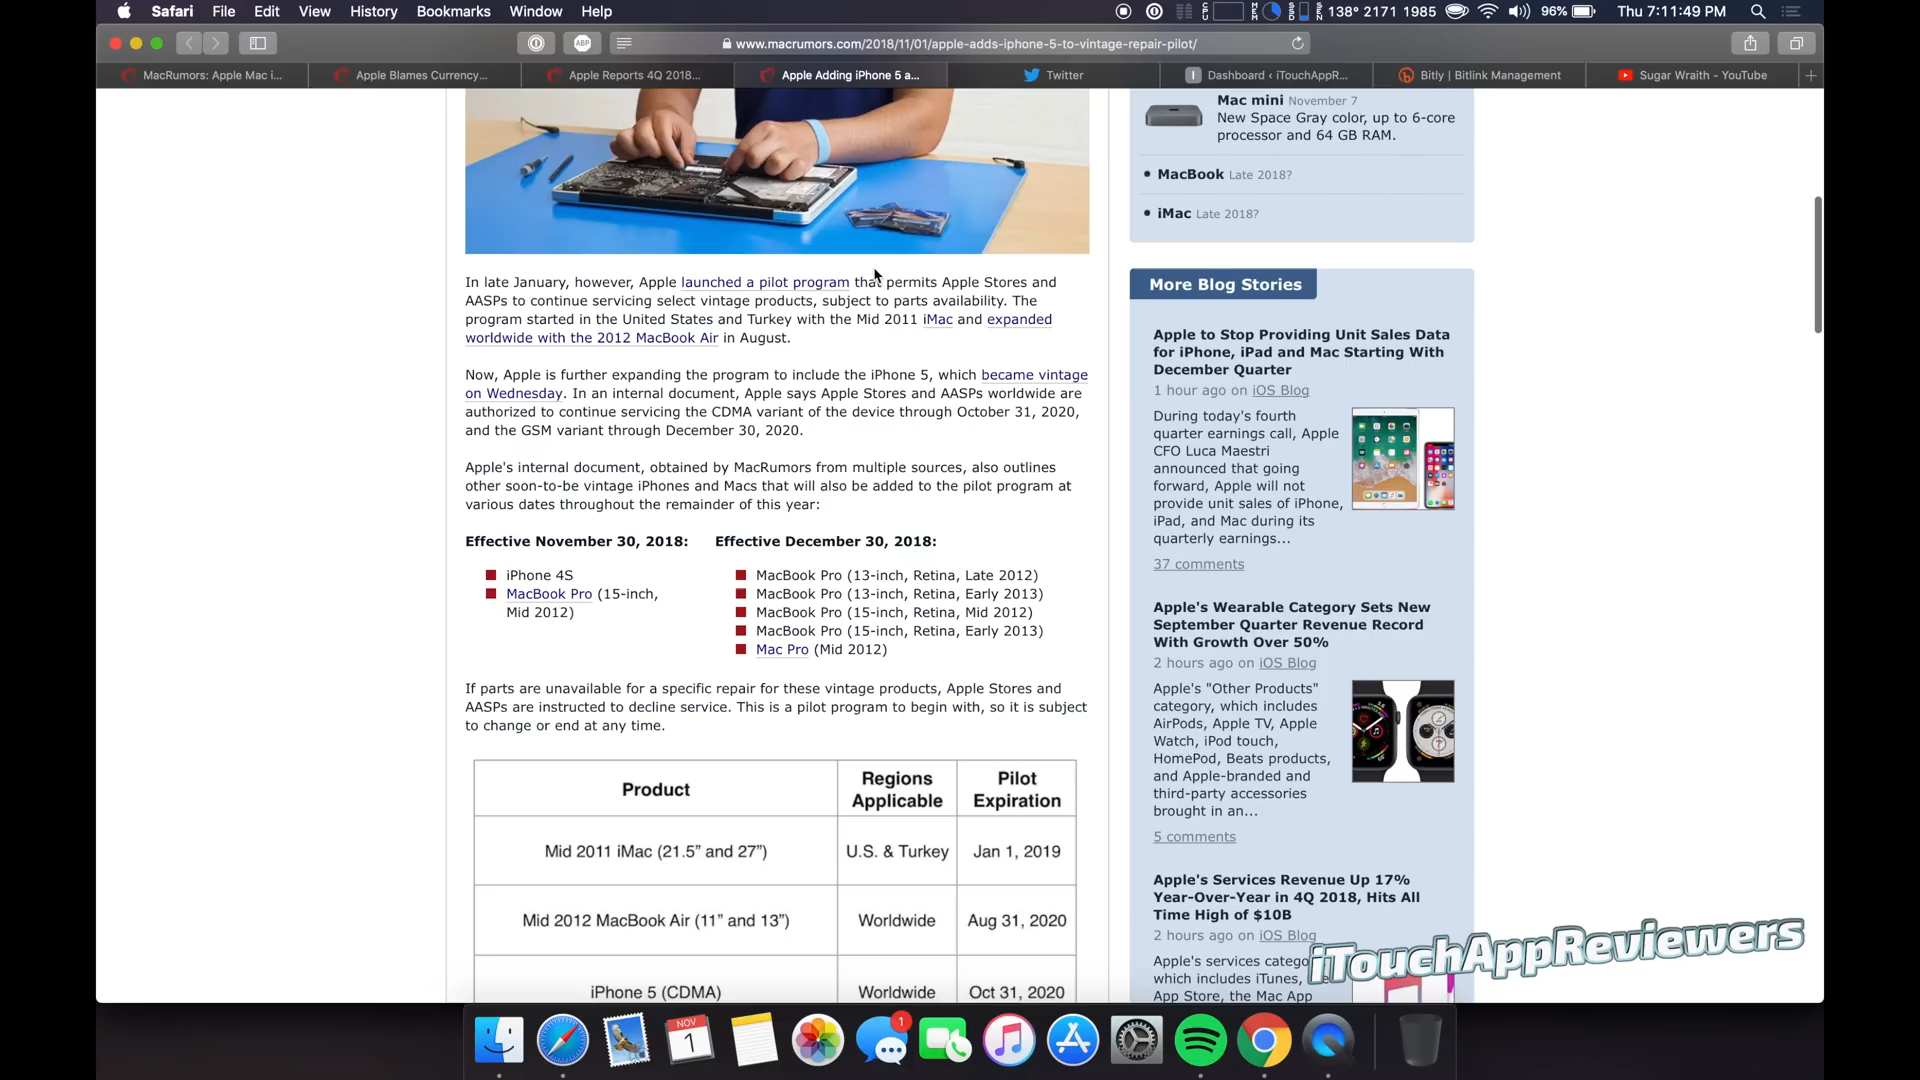 Safari File Edit View History Bookmarks Window Help
138° 2171 1985 96% Thu 7:11:49 PM
ABP
www.macrumors.com/2018/11/01/apple-adds-iphone-5-to-vintage-repair-pilot/
MacRumors: Apple Mac i... Apple Blames Currency... Apple Reports 4Q 2018... Apple Adding iPhone 5 a... Twitter Dashboard ‹ iTouchAppR... Bitly | Bitlink Management Sugar Wraith - YouTube
In late January, however, Apple launched a pilot program that permits Apple Stores and
AASPs to continue servicing select vintage products, subject to parts availability. The
program started in the United States and Turkey with the Mid 2011 iMac and expanded
worldwide with the 2012 MacBook Air in August.
Now, Apple is further expanding the program to include the iPhone 5, which became vintage
on Wednesday. In an internal document, Apple says Apple Stores and AASPs worldwide are
authorized to continue servicing the CDMA variant of the device through October 31, 2020,
and the GSM variant through December 30, 2020.
Apple's internal document, obtained by MacRumors from multiple sources, also outlines
other soon-to-be vintage iPhones and Macs that will also be added to the pilot program at
various dates throughout the remainder of this year:
Effective November 30, 2018:
iPhone 4S
MacBook Pro (15-inch,
Mid 2012)
Effective December 30, 2018:
MacBook Pro (13-inch, Retina, Late 2012)
MacBook Pro (13-inch, Retina, Early 2013)
MacBook Pro (15-inch, Retina, Mid 2012)
MacBook Pro (15-inch, Retina, Early 2013)
Mac Pro (Mid 2012)
If parts are unavailable for a specific repair for these vintage products, Apple Stores and
AASPs are instructed to decline service. This is a pilot program to begin with, so it is subject
to change or end at any time.
Product Regions Applicable Pilot Expiration
Mid 2011 iMac (21.5” and 27”) U.S. & Turkey Jan 1, 2019
Mid 2012 MacBook Air (11” and 13”) Worldwide Aug 31, 2020
iPhone 5 (CDMA) Worldwide Oct 31, 2020
Mac mini November 7
New Space Gray color, up to 6-core
processor and 64 GB RAM.
MacBook Late 2018?
iMac Late 2018?
More Blog Stories
Apple to Stop Providing Unit Sales Data
for iPhone, iPad and Mac Starting With
December Quarter
1 hour ago on iOS Blog
During today's fourth
quarter earnings call, Apple
CFO Luca Maestri
announced that going
forward, Apple will not
provide unit sales of iPhone,
iPad, and Mac during its
quarterly earnings...
37 comments
Apple's Wearable Category Sets New
September Quarter Revenue Record
With Growth Over 50%
2 hours ago on iOS Blog
Apple's "Other Products"
category, which includes
AirPods, Apple TV, Apple
Watch, iPod touch,
HomePod, Beats products,
and Apple-branded and
third-party accessories
brought in an...
5 comments
Apple's Services Revenue Up 17%
Year-Over-Year in 4Q 2018, Hits All
Time High of $10B
2 hours ago on iOS Blog
Apple's services catego
which includes iTunes,
App Store, the Mac App
iTouchAppReviewers
NOV
1
1